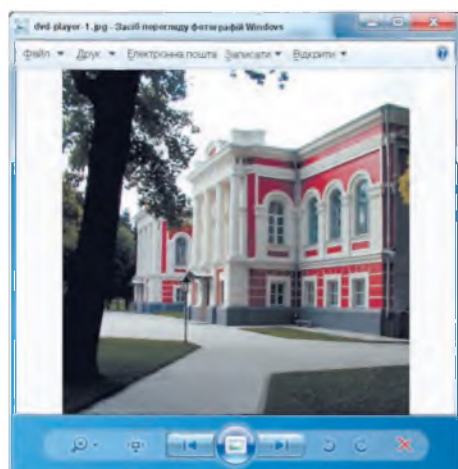 dvd-player-1.jpg - Засіб перегляду фотографій Windows
Файл Друк Електронна пошта Записати Відкрити